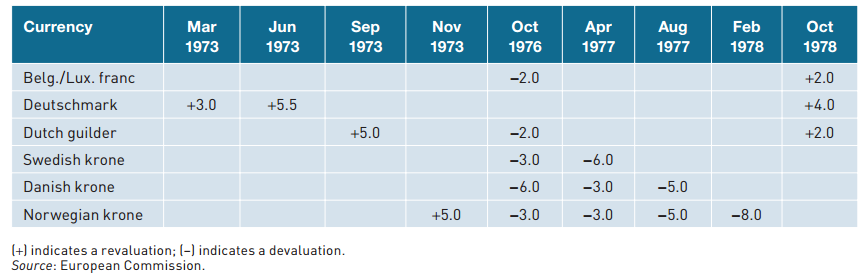 Currency Mar 1973 Jun 1973 Sep 1973 Nov 1973 Oct 1976 Apr 1977 Aug 1977 Feb 1978 Oct 1978
Belg./Lux. franc −2.0 +2.0
Deutschmark +3.0 +5.5 +4.0
Dutch guilder +5.0 −2.0 +2.0
Swedish krone −3.0 −6.0
Danish krone −6.0 −3.0 −5.0
Norwegian krone +5.0 −3.0 −3.0 −5.0 −8.0
(+) indicates a revaluation; (−) indicates a devaluation.
Source: European Commission.